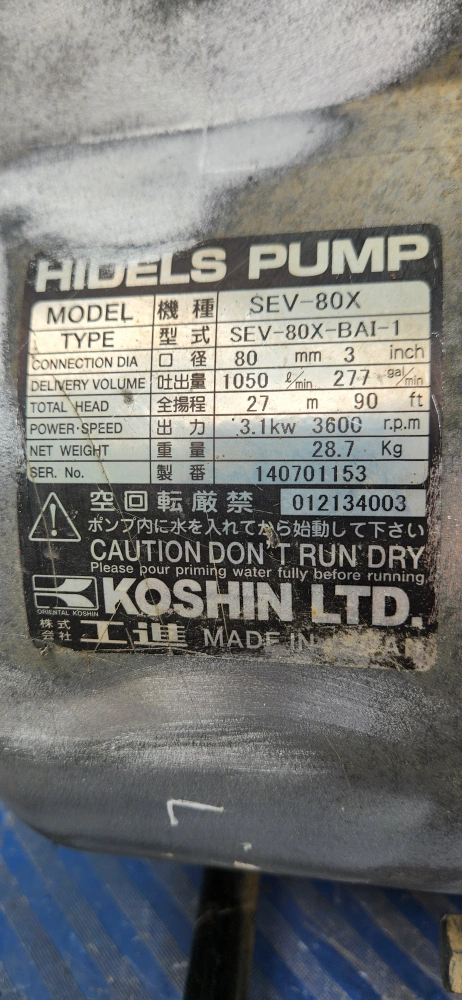 HIDELS PUMP
MODEL 機種 SEV-80X
TYPE 型式 SEV-80X-BAI-1
CONNECTION DIA 口径 80 mm 3 inch
DELIVERY VOLUME 吐出量 1050 ℓ/min 277 gal/min
TOTAL HEAD 全揚程 27 m 90 ft
POWER・SPEED 出力 3.1kw 3600 r.p.m
NET WEIGHT 重量 28.7 Kg
SER. No. 製番 140701153
空回転厳禁 012134003
ポンプ内に水を入れてから始動して下さい
CAUTION DON'T RUN DRY
Please pour priming water fully before running.
ORIENTAL KOSHIN KOSHIN LTD.
株式会社 工進 MADE IN JAPAN